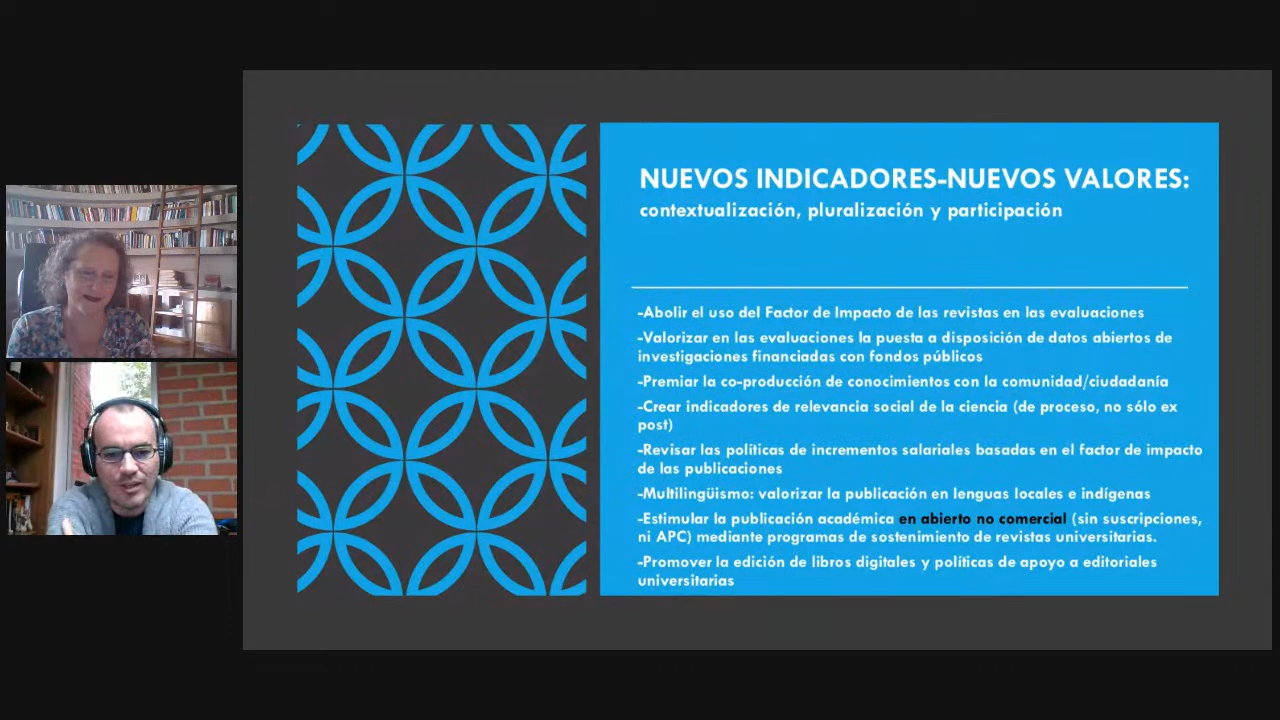 NUEVOS INDICADORES-NUEVOS VALORES:
contextualización, pluralización y participación
-Abolir el uso del Factor de Impacto de las revistas en las evaluaciones
-Valorizar en las evaluaciones la puesta a disposición de datos abiertos de
investigaciones financiadas con fondos públicos
-Premiar la co-producción de conocimientos con la comunidad/ciudadanía
-Crear indicadores de relevancia social de la ciencia (de proceso, no sólo ex
post)
-Revisar las políticas de incrementos salariales basadas en el factor de impacto
de las publicaciones
-Multilingüismo: valorizar la publicación en lenguas locales e indígenas
-Estimular la publicación académica en abierto no comercial (sin suscripciones,
ni APC) mediante programas de sostenimiento de revistas universitarias.
-Promover la edición de libros digitales y políticas de apoyo a editoriales
universitarias